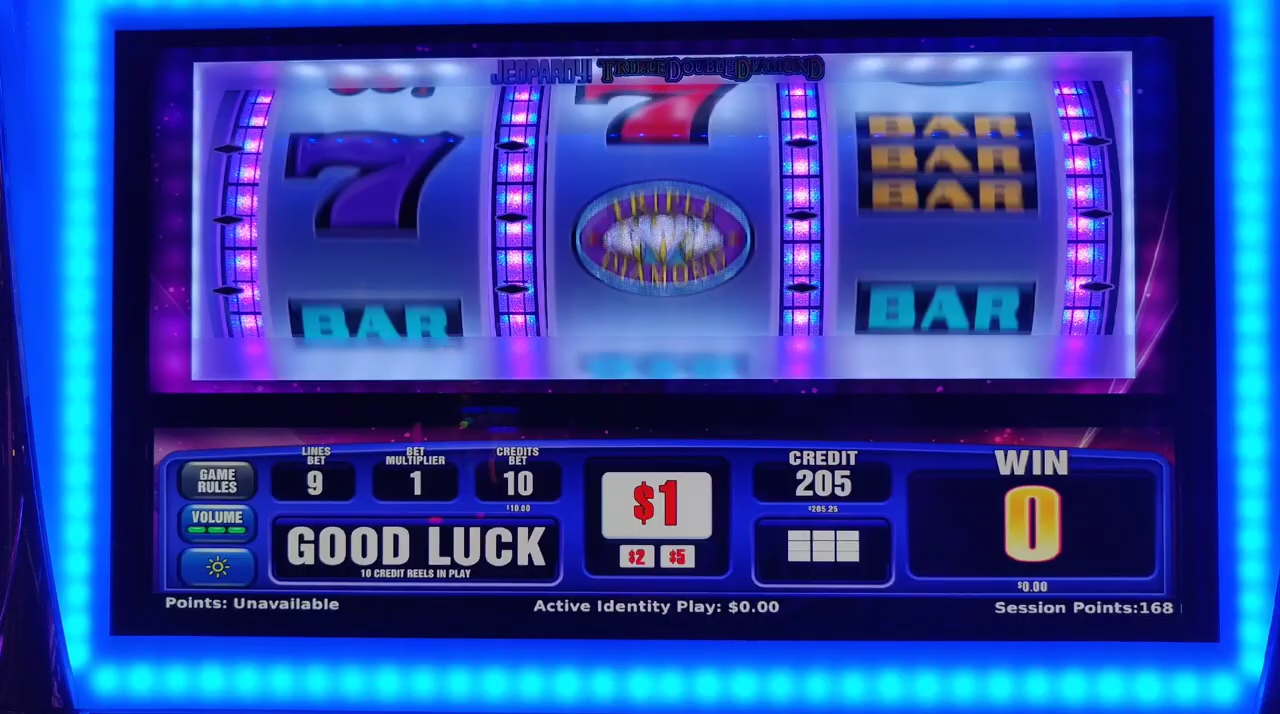 JEOPARDY! TRIPLE DOUBLE DIAMOND
7
7
BAR
BAR
BAR
BAR
BAR
GAME RULES
LINES BET
9
BET MULTIPLIER
1
CREDITS BET
10
$10.00
VOLUME
GOOD LUCK
10 CREDIT REELS IN PLAY
$1
$2 $5
CREDIT
205
$205.25
WIN
0
$0.00
Points: Unavailable
Active Identity Play: $0.00
Session Points:168